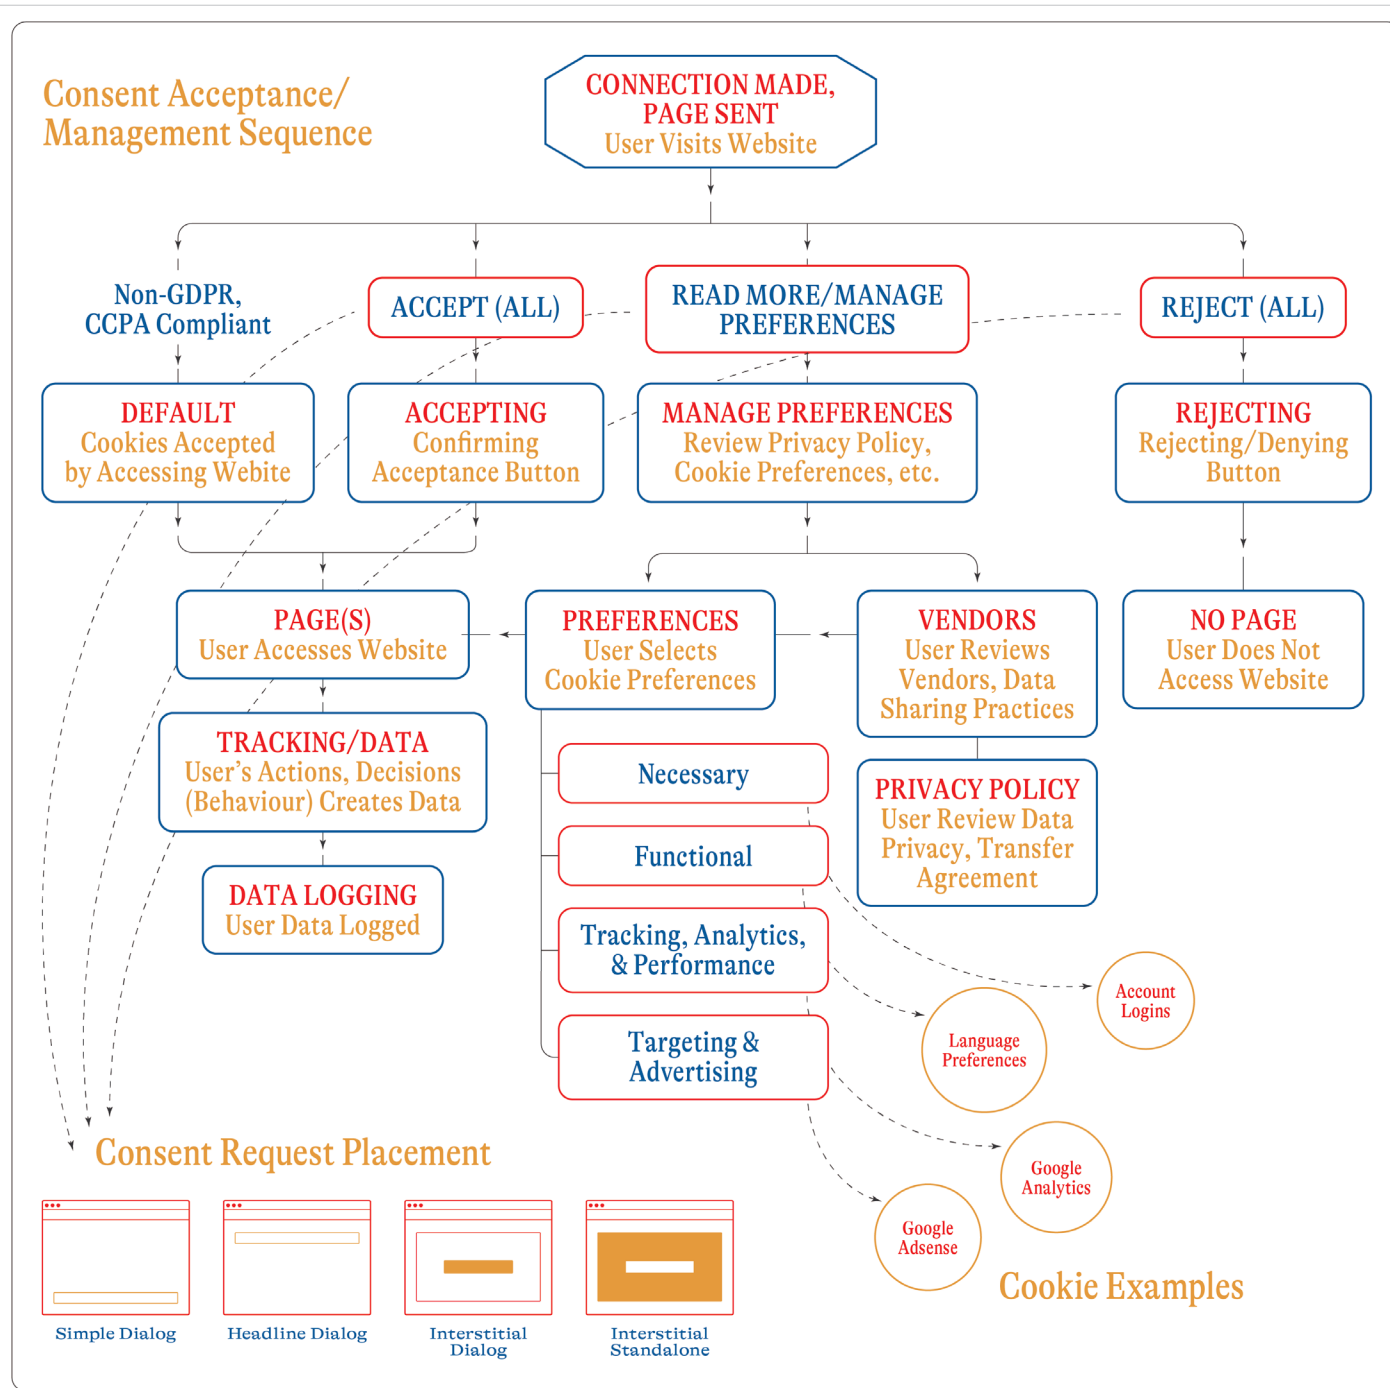 Consent Acceptance/
Management Sequence
CONNECTION MADE,
PAGE SENT
User Visits Website
Non-GDPR,
CCPA Compliant
ACCEPT (ALL)
READ MORE/MANAGE
PREFERENCES
REJECT (ALL)
DEFAULT
Cookies Accepted
by Accessing Webite
ACCEPTING
Confirming
Acceptance Button
MANAGE PREFERENCES
Review Privacy Policy,
Cookie Preferences, etc.
REJECTING
Rejecting/Denying
Button
PAGE(S)
User Accesses Website
PREFERENCES
User Selects
Cookie Preferences
VENDORS
User Reviews
Vendors, Data
Sharing Practices
NO PAGE
User Does Not
Access Website
TRACKING/DATA
User’s Actions, Decisions
(Behaviour) Creates Data
DATA LOGGING
User Data Logged
Necessary
Functional
Tracking, Analytics,
& Performance
Targeting &
Advertising
PRIVACY POLICY
User Review Data
Privacy, Transfer
Agreement
Account
Logins
Language
Preferences
Google
Analytics
Google
Adsense
Cookie Examples
Consent Request Placement
Simple Dialog
Headline Dialog
Interstitial
Dialog
Interstitial
Standalone